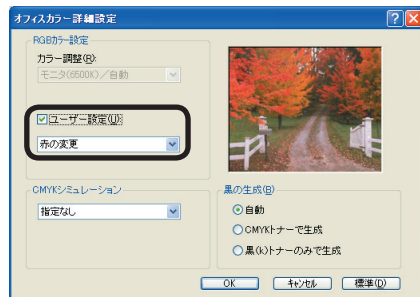 オフィスカラー詳細設定
RGBカラー設定
カラー調整(R):
モニタ(6500K)／自動
ユーザー設定(U):
赤の変更
CMYKシミュレーション
指定なし
黒の生成(B)
自動
CMYKトナーで生成
黒(k)トナーのみで生成
OK
キャンセル
標準(D)